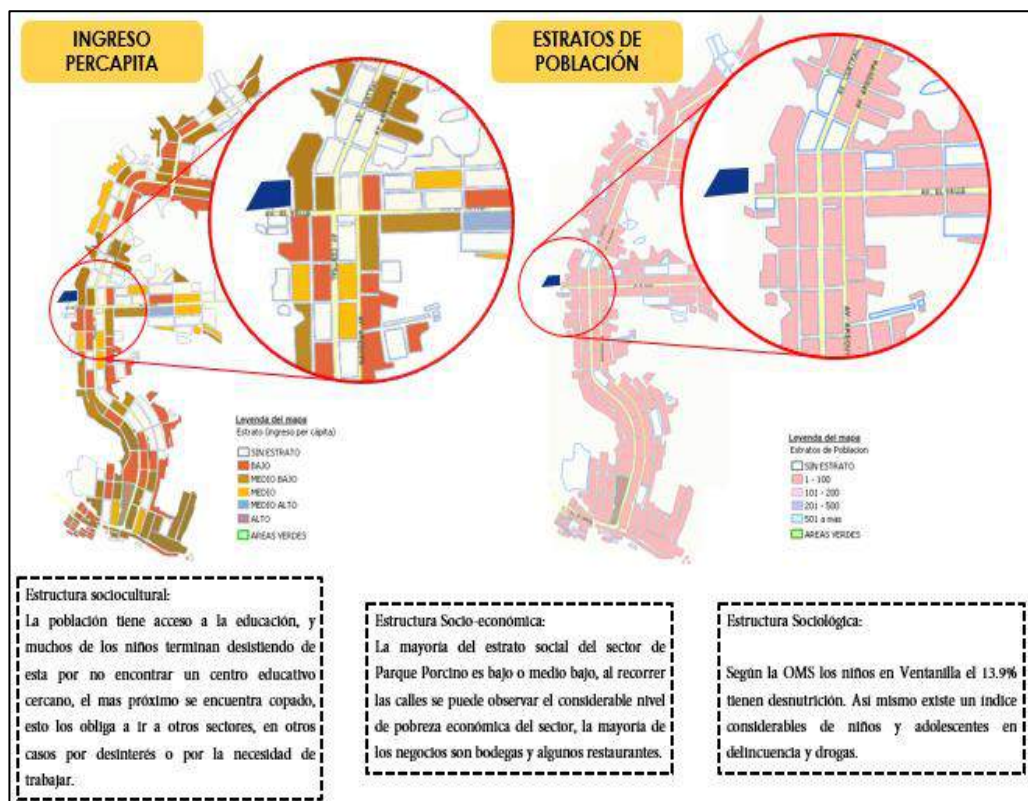 INGRESO
PERCAPITA
ESTRATOS DE
POBLACIÓN
AV. EL VALLE
Leyenda del mapa
Estrato (ingreso per cápita)
SIN ESTRATO
BAJO
MEDIO BAJO
MEDIO
MEDIO ALTO
ALTO
AREAS VERDES
Leyenda del mapa
Estratos de Poblacion
SIN ESTRATO
1 - 100
101 - 200
201 - 500
501 a mas
AREAS VERDES
Estructura sociocultural:
La población tiene acceso a la educación, y
muchos de los niños terminan desistiendo de
esta por no encontrar un centro educativo
cercano, el mas próximo se encuentra copado,
esto los obliga a ir a otros sectores, en otros
casos por desinterés o por la necesidad de
trabajar.
Estructura Socio-económica:
La mayoría del estrato social del sector de
Parque Porcino es bajo o medio bajo, al recorrer
las calles se puede observar el considerable nivel
de pobreza económica del sector, la mayoría
de los negocios son bodegas y algunos restaurantes.
Estructura Sociológica:
Según la OMS los niños en Ventanilla el 13.9%
tienen desnutrición. Así mismo existe un índice
considerables de niños y adolescentes en
delincuencia y drogas.